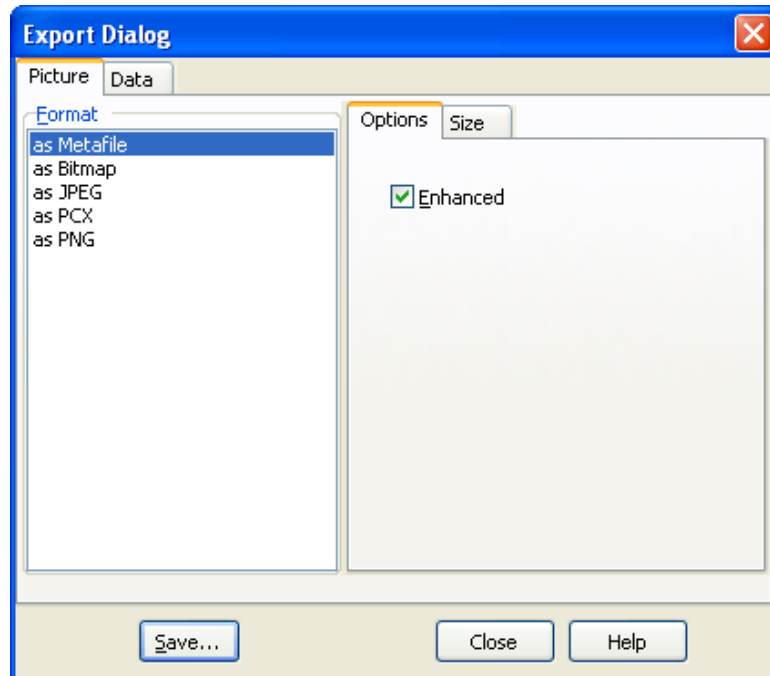 Export Dialog
Picture Data
Format
as Metafile
as Bitmap
as JPEG
as PCX
as PNG
Options Size
Enhanced
Save... Close Help